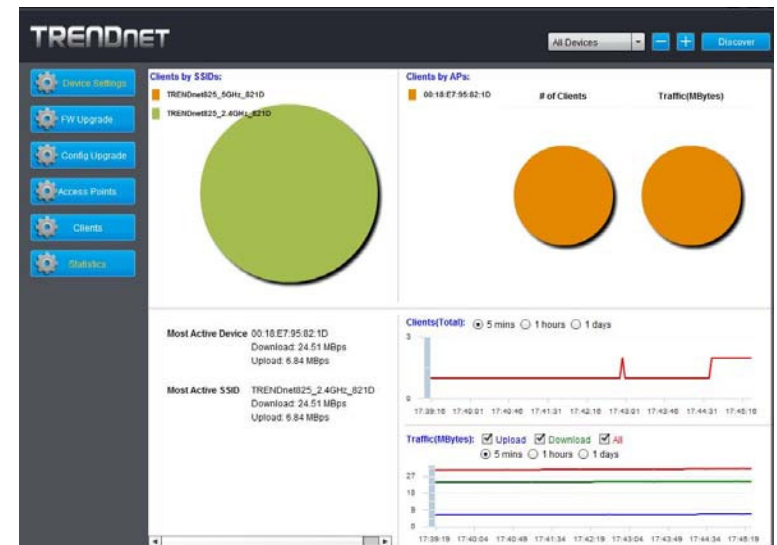 TRENDnet
All Devices
Discover
Device Settings
FW Upgrade
Config Upgrade
Access Points
Clients
Statistics
Clients by SSIDs:
TRENDnet825_5GHz_821D
TRENDnet825_2.4GHz_821D
Clients by APs:
00:18:E7:95:82:1D
# of Clients
Traffic(MBytes)
Most Active Device 00:18:E7:95:82:1D
Download: 24.51 MBps
Upload: 6.84 MBps
Most Active SSID TRENDnet825_2.4GHz_821D
Download: 24.51 MBps
Upload: 6.84 MBps
Clients(Total): 5 mins 1 hours 1 days
3
0
17:39:16 17:40:01 17:40:46 17:41:31 17:42:16 17:43:01 17:43:46 17:44:31 17:45:16
Traffic(MBytes): Upload Download All
5 mins 1 hours 1 days
27
18
9
0
17:39:19 17:40:04 17:40:49 17:41:34 17:42:19 17:43:04 17:43:49 17:44:34 17:45:19